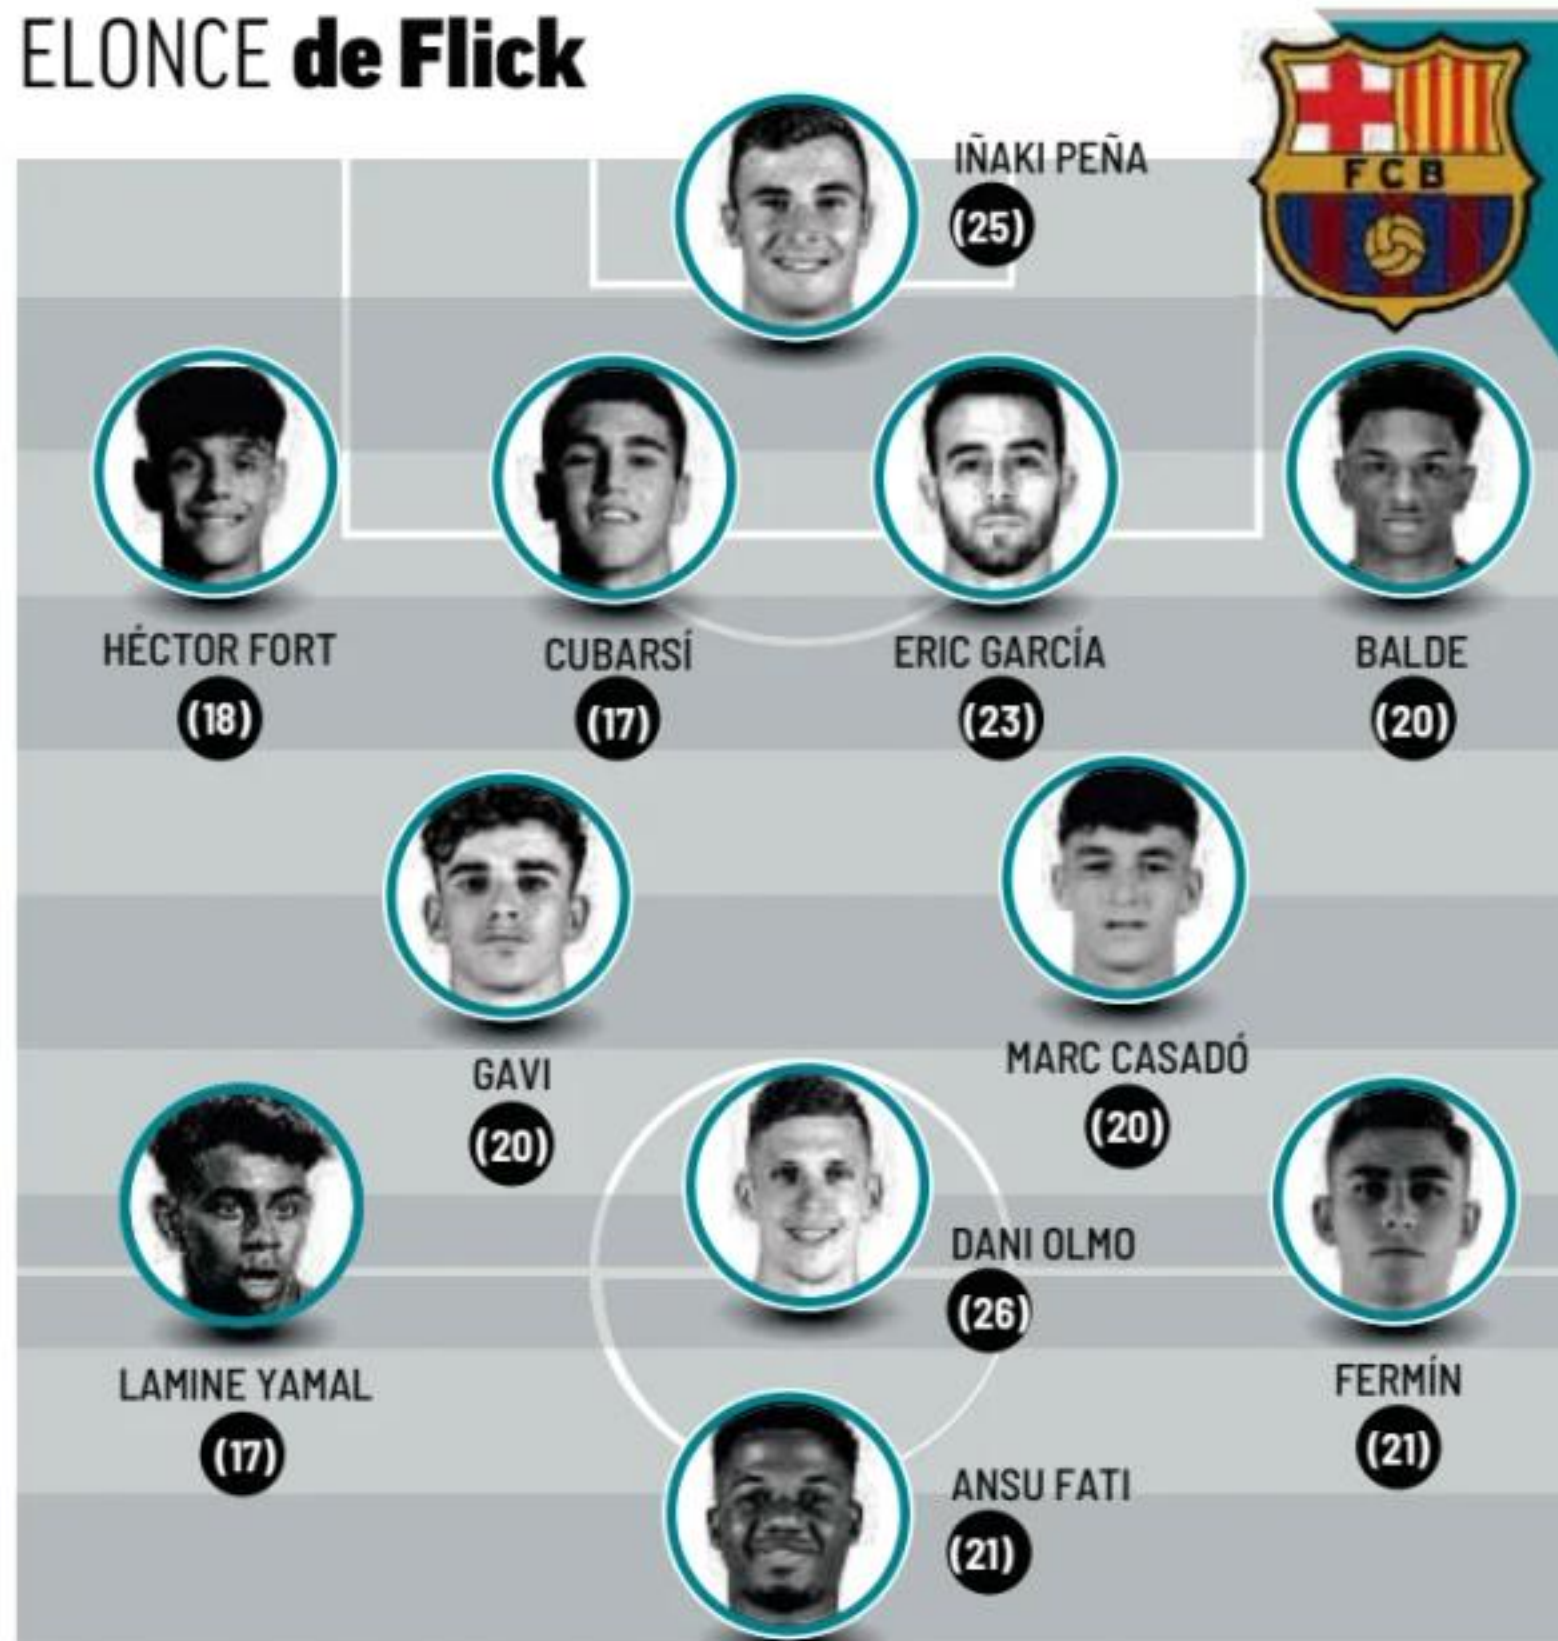 ELONCE de Flick
FCB
IÑAKI PEÑA
(25)
HÉCTOR FORT
(18)
CUBARSÍ
(17)
ERIC GARCÍA
(23)
BALDE
(20)
GAVI
(20)
MARC CASADÓ
(20)
LAMINE YAMAL
(17)
DANI OLMO
(26)
FERMÍN
(21)
ANSU FATI
(21)